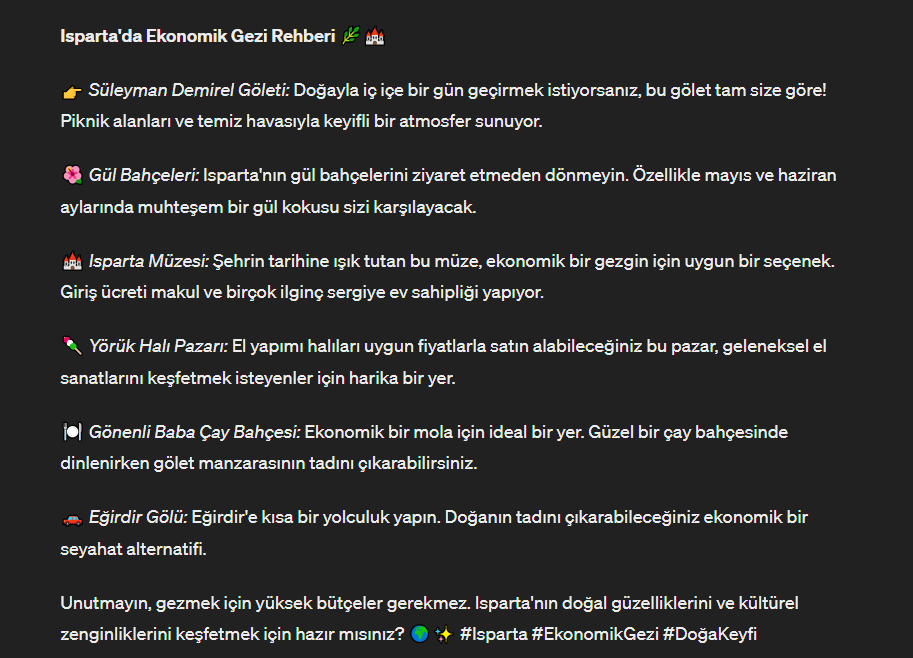 Isparta'da Ekonomik Gezi Rehberi 🌿 🏰
👉 Süleyman Demirel Göleti: Doğayla iç içe bir gün geçirmek istiyorsanız, bu gölet tam size göre!
Piknik alanları ve temiz havasıyla keyifli bir atmosfer sunuyor.
🌺 Gül Bahçeleri: Isparta'nın gül bahçelerini ziyaret etmeden dönmeyin. Özellikle mayıs ve haziran
aylarında muhteşem bir gül kokusu sizi karşılayacak.
🏰 Isparta Müzesi: Şehrin tarihine ışık tutan bu müze, ekonomik bir gezgin için uygun bir seçenek.
Giriş ücreti makul ve birçok ilginç sergiye ev sahipliği yapıyor.
🍡 Yörük Halı Pazarı: El yapımı halıları uygun fiyatlarla satın alabileceğiniz bu pazar, geleneksel el
sanatlarını keşfetmek isteyenler için harika bir yer.
🍽️ Gönenli Baba Çay Bahçesi: Ekonomik bir mola için ideal bir yer. Güzel bir çay bahçesinde
dinlenirken gölet manzarasının tadını çıkarabilirsiniz.
🚗 Eğirdir Gölü: Eğirdir'e kısa bir yolculuk yapın. Doğanın tadını çıkarabileceğiniz ekonomik bir
seyahat alternatifi.
Unutmayın, gezmek için yüksek bütçeler gerekmez. Isparta'nın doğal güzelliklerini ve kültürel
zenginliklerini keşfetmek için hazır mısınız? 🌍 ✨ #Isparta #EkonomikGezi #DoğaKeyfi